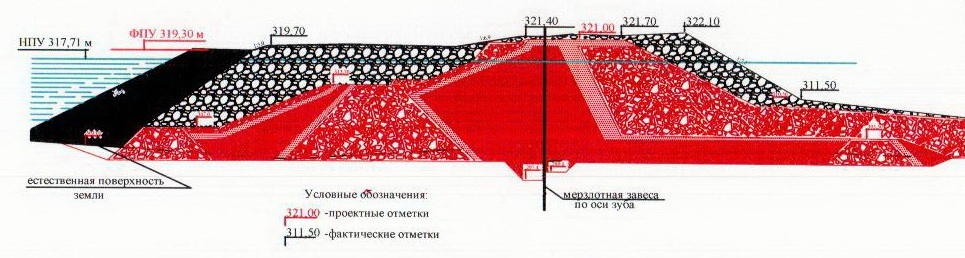 321,40
321,00
321,70
322,10
ФПУ 319,30 м
319.70
НПУ 317,71 м
311,50
естественная поверхность
земли
Условные обозначения:
321,00 -проектные отметки
311,50 -фактические отметки
мерзлотная завеса
по оси зуба